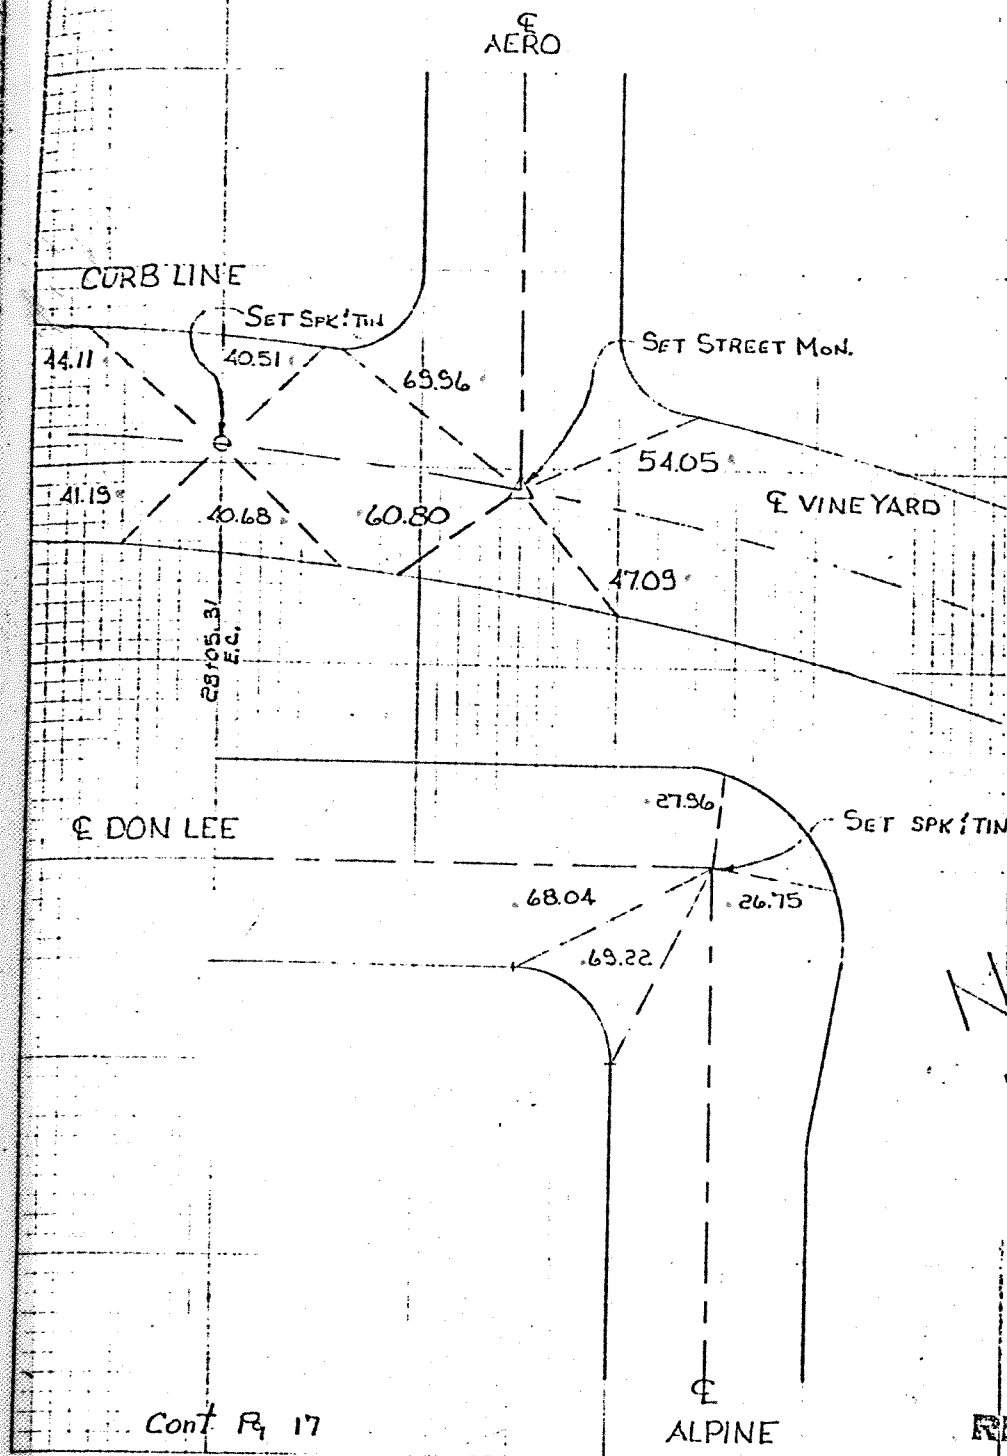 ℄
AERO
CURB LINE
SET SPK & TIN
44.11
40.51
69.96
SET STREET MON.
54.05
℄ VINEYARD
41.19
40.68
60.80
47.09
28+05.31
E.C.
27.96
℄ DON LEE
SET SPK & TIN
68.04
26.75
69.22
N
Cont Pg 17
℄
ALPINE